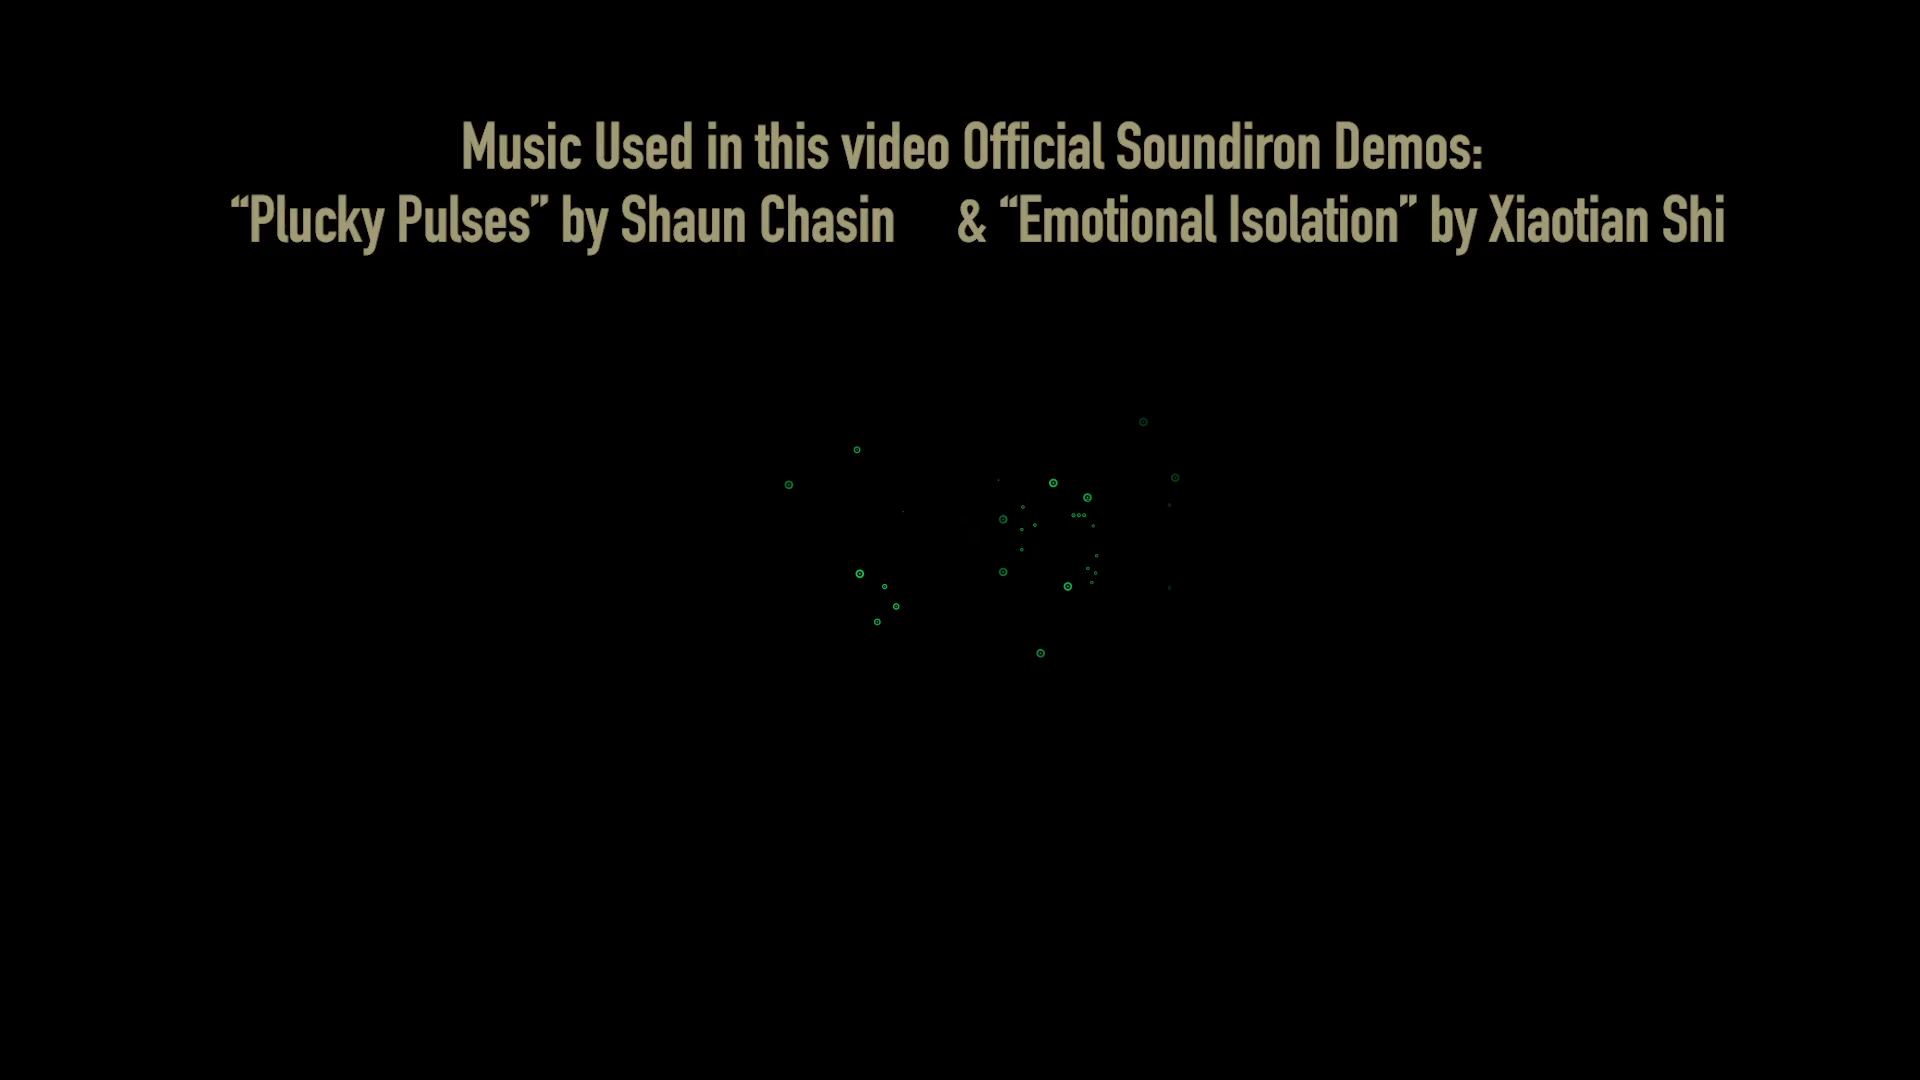 Music Used in this video Official Soundiron Demos:
“Plucky Pulses” by Shaun Chasin & “Emotional Isolation” by Xiaotian Shi